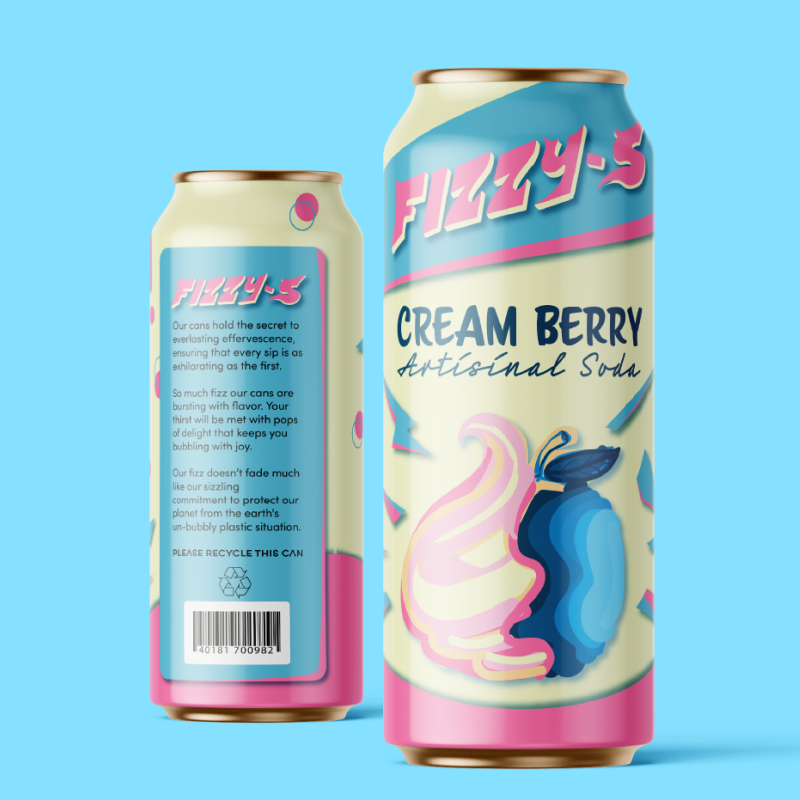 FIZZY-S
CREAM BERRY
Artisinal Soda
FIZZY-S
Our cans hold the secret to
everlasting effervescence,
ensuring that every sip is as
exhilarating as the first.
So much fizz our cans are
bursting with flavor. Your
thirst will be met with pops
of delight that keeps you
bubbling with joy.
Our fizz doesn't fade much
like our sizzling
commitment to protect our
planet from the earth's
un-bubbly plastic situation.
PLEASE RECYCLE THIS CAN
40181 700982